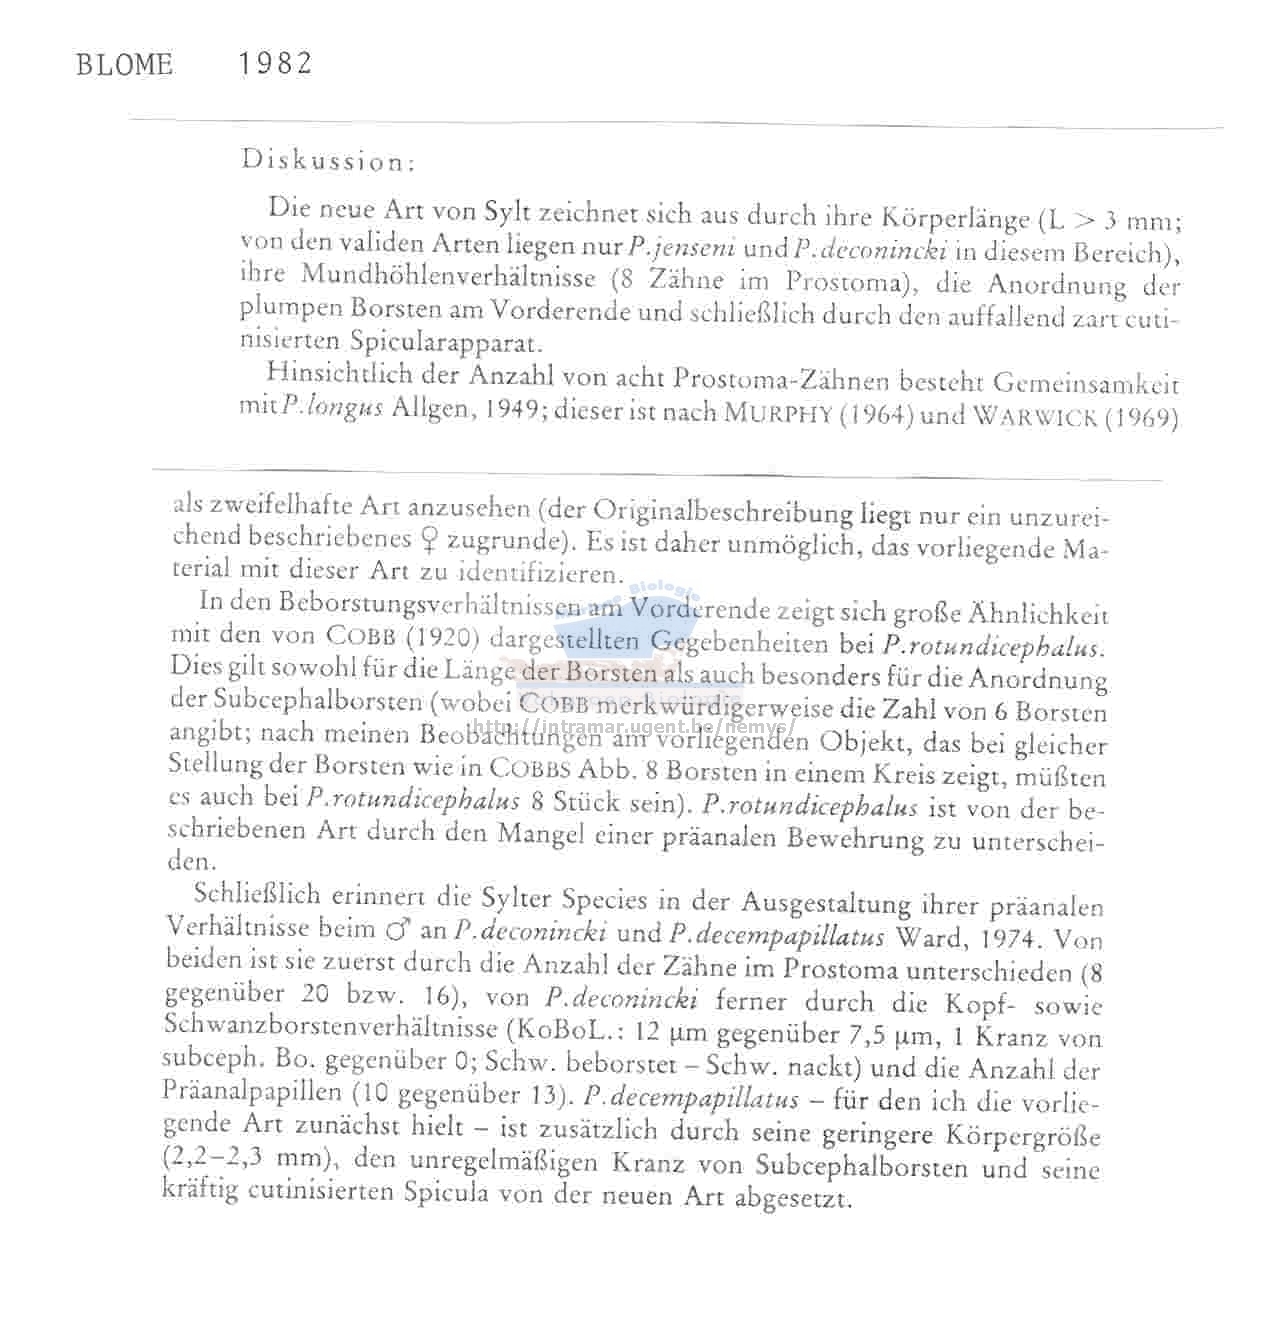 BLOME 1982
Diskussion:
Die neue Art von Sylt zeichnet sich aus durch ihre Körperlänge (L > 3 mm;
von den validen Arten liegen nur P. jenseni und P. deconincki in diesem Bereich),
ihre Mundhöhlenverhältnisse (8 Zähne im Prostoma), die Anordnung der
plumpen Borsten am Vorderende und schließlich durch den auffallend zart cuti-
nisierten Spicularapparat.
Hinsichtlich der Anzahl von acht Prostoma-Zähnen besteht Gemeinsamkeit
mit P. longus Allgen, 1949; dieser ist nach MURPHY (1964) und WARWICK (1969)
als zweifelhafte Art anzusehen (der Originalbeschreibung liegt nur ein unzurei-
chend beschriebenes ♀ zugrunde). Es ist daher unmöglich, das vorliegende Ma-
terial mit dieser Art zu identifizieren.
In den Beborstungsverhältnissen am Vorderende zeigt sich große Ähnlichkeit
mit den von COBB (1920) dargestellten Gegebenheiten bei P. rotundicephalus.
Dies gilt sowohl für die Länge der Borsten als auch besonders für die Anordnung
der Subcephalborsten (wobei COBB merkwürdigerweise die Zahl von 6 Borsten
http://intramar.ugent.be/nemys/
angibt; nach meinen Beobachtungen am vorliegenden Objekt, das bei gleicher
Stellung der Borsten wie in COBBS Abb. 8 Borsten in einem Kreis zeigt, müßten
es auch bei P. rotundicephalus 8 Stück sein). P. rotundicephalus ist von der be-
schriebenen Art durch den Mangel einer präanalen Bewehrung zu unterschei-
den.
Schließlich erinnert die Sylter Species in der Ausgestaltung ihrer präanalen
Verhältnisse beim ♂ an P. deconincki und P. decempapillatus Ward, 1974. Von
beiden ist sie zuerst durch die Anzahl der Zähne im Prostoma unterschieden (8
gegenüber 20 bzw. 16), von P. deconincki ferner durch die Kopf- sowie
Schwanzborstenverhältnisse (KoBoL.: 12 µm gegenüber 7,5 µm, 1 Kranz von
subceph. Bo. gegenüber 0; Schw. beborstet – Schw. nackt) und die Anzahl der
Präanalpapillen (10 gegenüber 13). P. decempapillatus – für den ich die vorlie-
gende Art zunächst hielt – ist zusätzlich durch seine geringere Körpergröße
(2,2–2,3 mm), den unregelmäßigen Kranz von Subcephalborsten und seine
kräftig cutinisierten Spicula von der neuen Art abgesetzt.